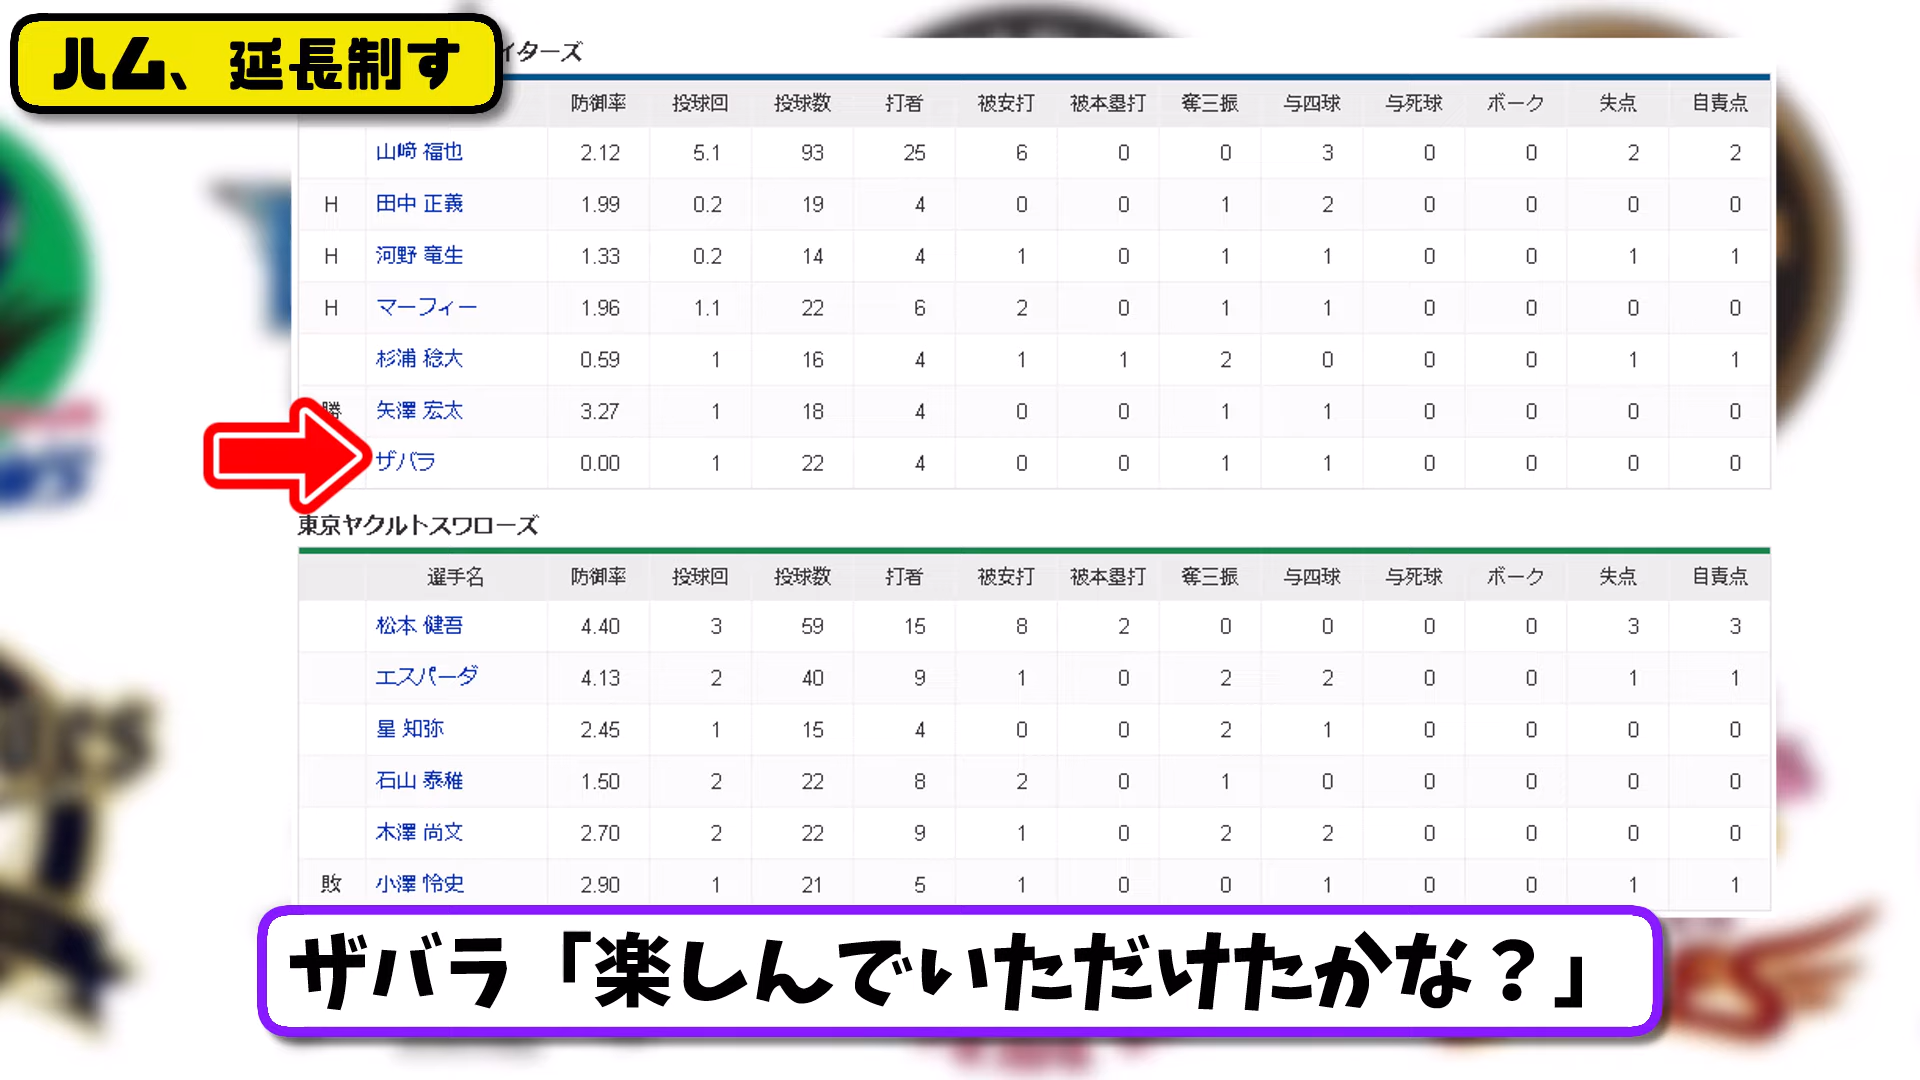 ハム、延長制す
イターズ
防御率 投球回 投球数 打者 被安打 被本塁打 奪三振 与四球 与死球 ボーク 失点 自責点
山﨑 福也 2.12 5.1 93 25 6 0 0 3 0 0 2 2
H 田中 正義 1.99 0.2 19 4 0 0 1 2 0 0 0 0
H 河野 竜生 1.33 0.2 14 4 1 0 1 1 0 0 1 1
H マーフィー 1.96 1.1 22 6 2 0 1 1 0 0 0 0
杉浦 稔大 0.59 1 16 4 1 1 2 0 0 0 1 1
勝 矢澤 宏太 3.27 1 18 4 0 0 1 1 0 0 0 0
ザバラ 0.00 1 22 4 0 0 1 1 0 0 0 0
東京ヤクルトスワローズ
選手名 防御率 投球回 投球数 打者 被安打 被本塁打 奪三振 与四球 与死球 ボーク 失点 自責点
松本 健吾 4.40 3 59 15 8 2 0 0 0 0 3 3
エスパーダ 4.13 2 40 9 1 0 2 2 0 0 1 1
星 知弥 2.45 1 15 4 0 0 2 1 0 0 0 0
石山 泰稚 1.50 2 22 8 2 0 1 0 0 0 0 0
木澤 尚文 2.70 2 22 9 1 0 2 2 0 0 0 0
敗 小澤 怜史 2.90 1 21 5 1 0 0 1 0 0 1 1
ザバラ「楽しんでいただけたかな？」